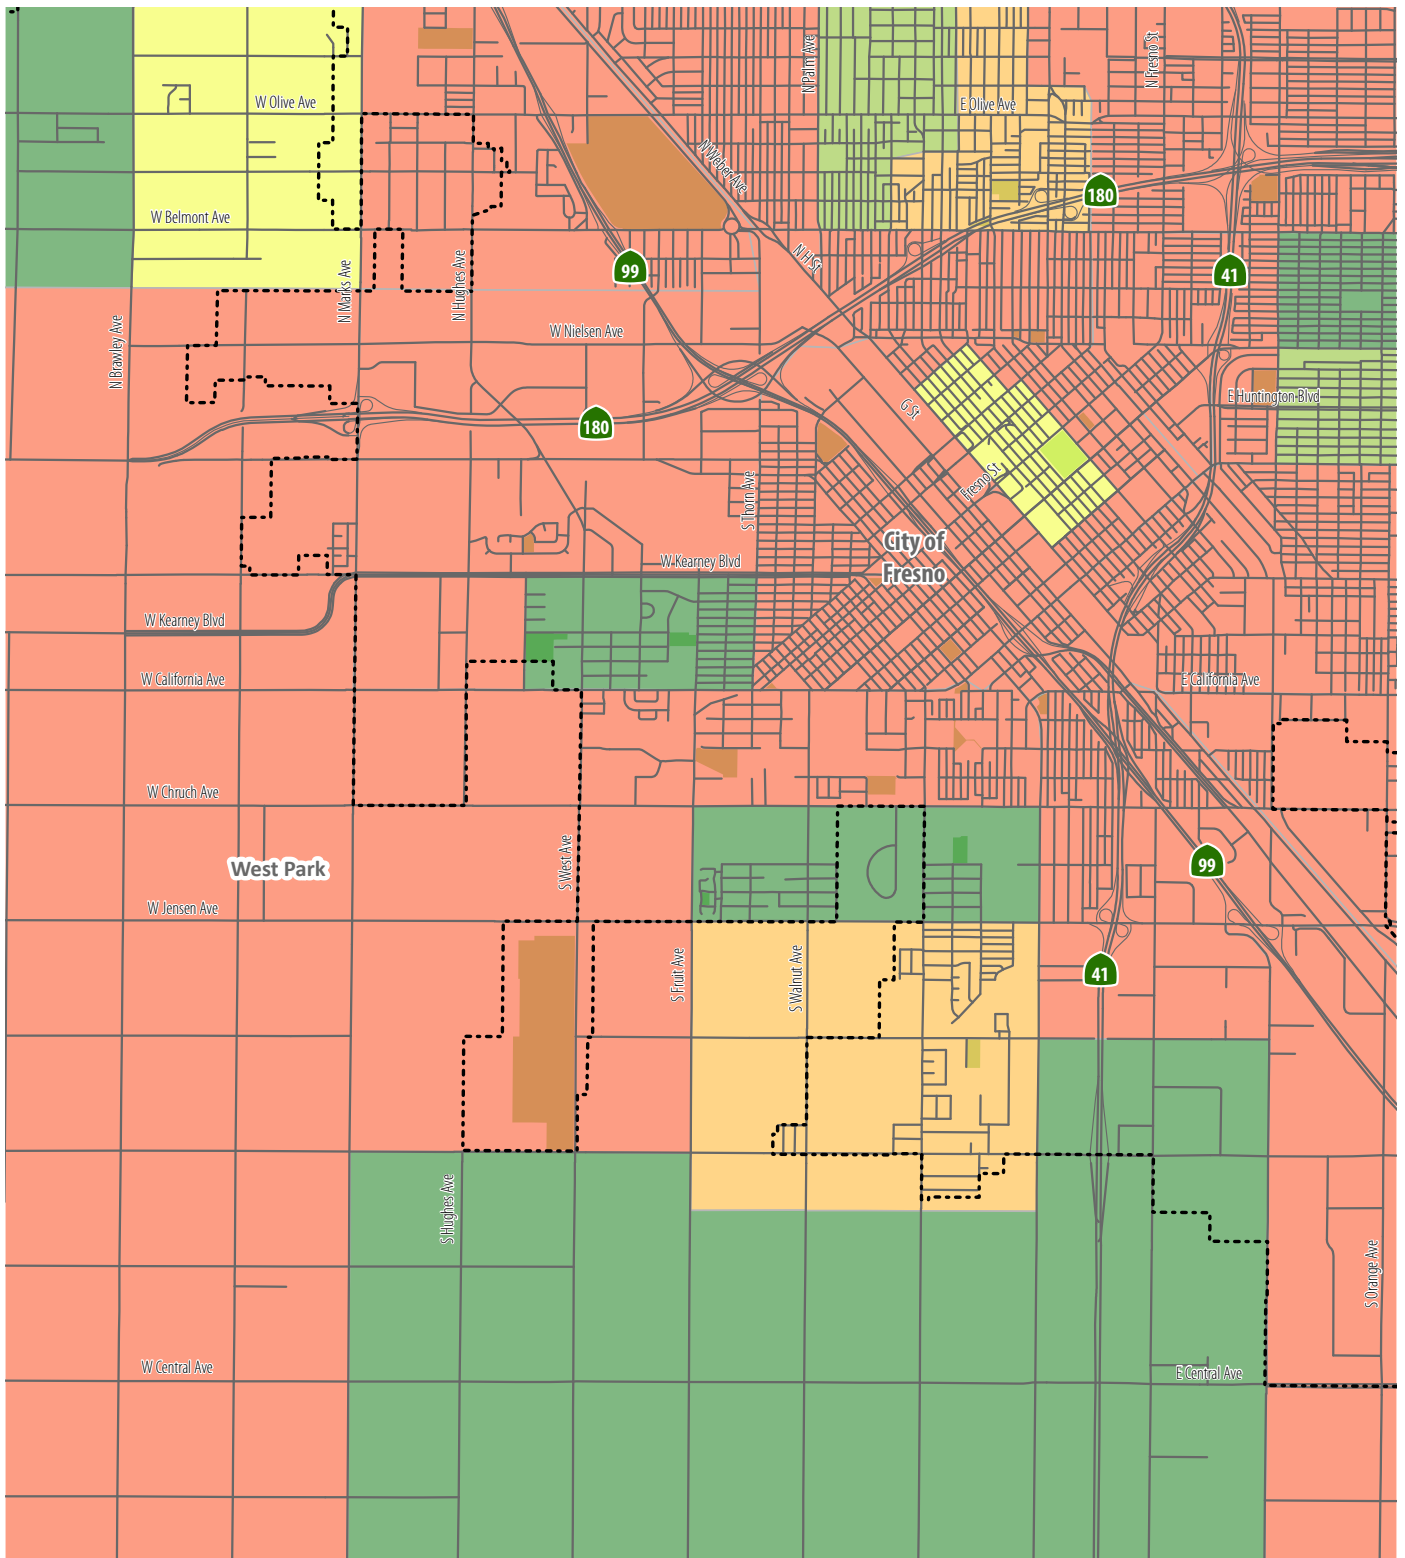 N Palm Ave
N Fresno St
W Olive Ave
E Olive Ave
N Weber Ave
180
W Belmont Ave
N H St
99
41
N Marks Ave
N Hughes Ave
N Brawley Ave
W Nielsen Ave
E Huntington Blvd
G St
180
Fresno St
S Thorn Ave
City of
Fresno
W Kearney Blvd
W Kearney Blvd
W California Ave
E California Ave
W Chruch Ave
West Park
S West Ave
99
W Jensen Ave
S Fruit Ave
S Walnut Ave
41
S Hughes Ave
S Orange Ave
W Central Ave
E Central Ave